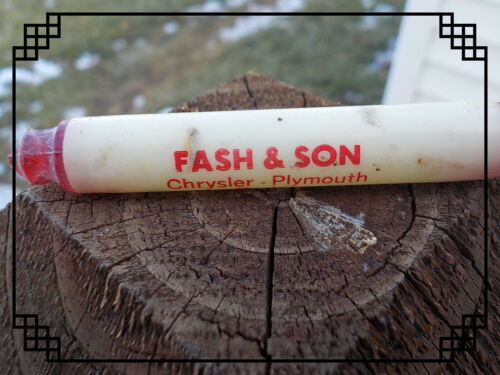 FASH & SON
Chrysler - Plymouth